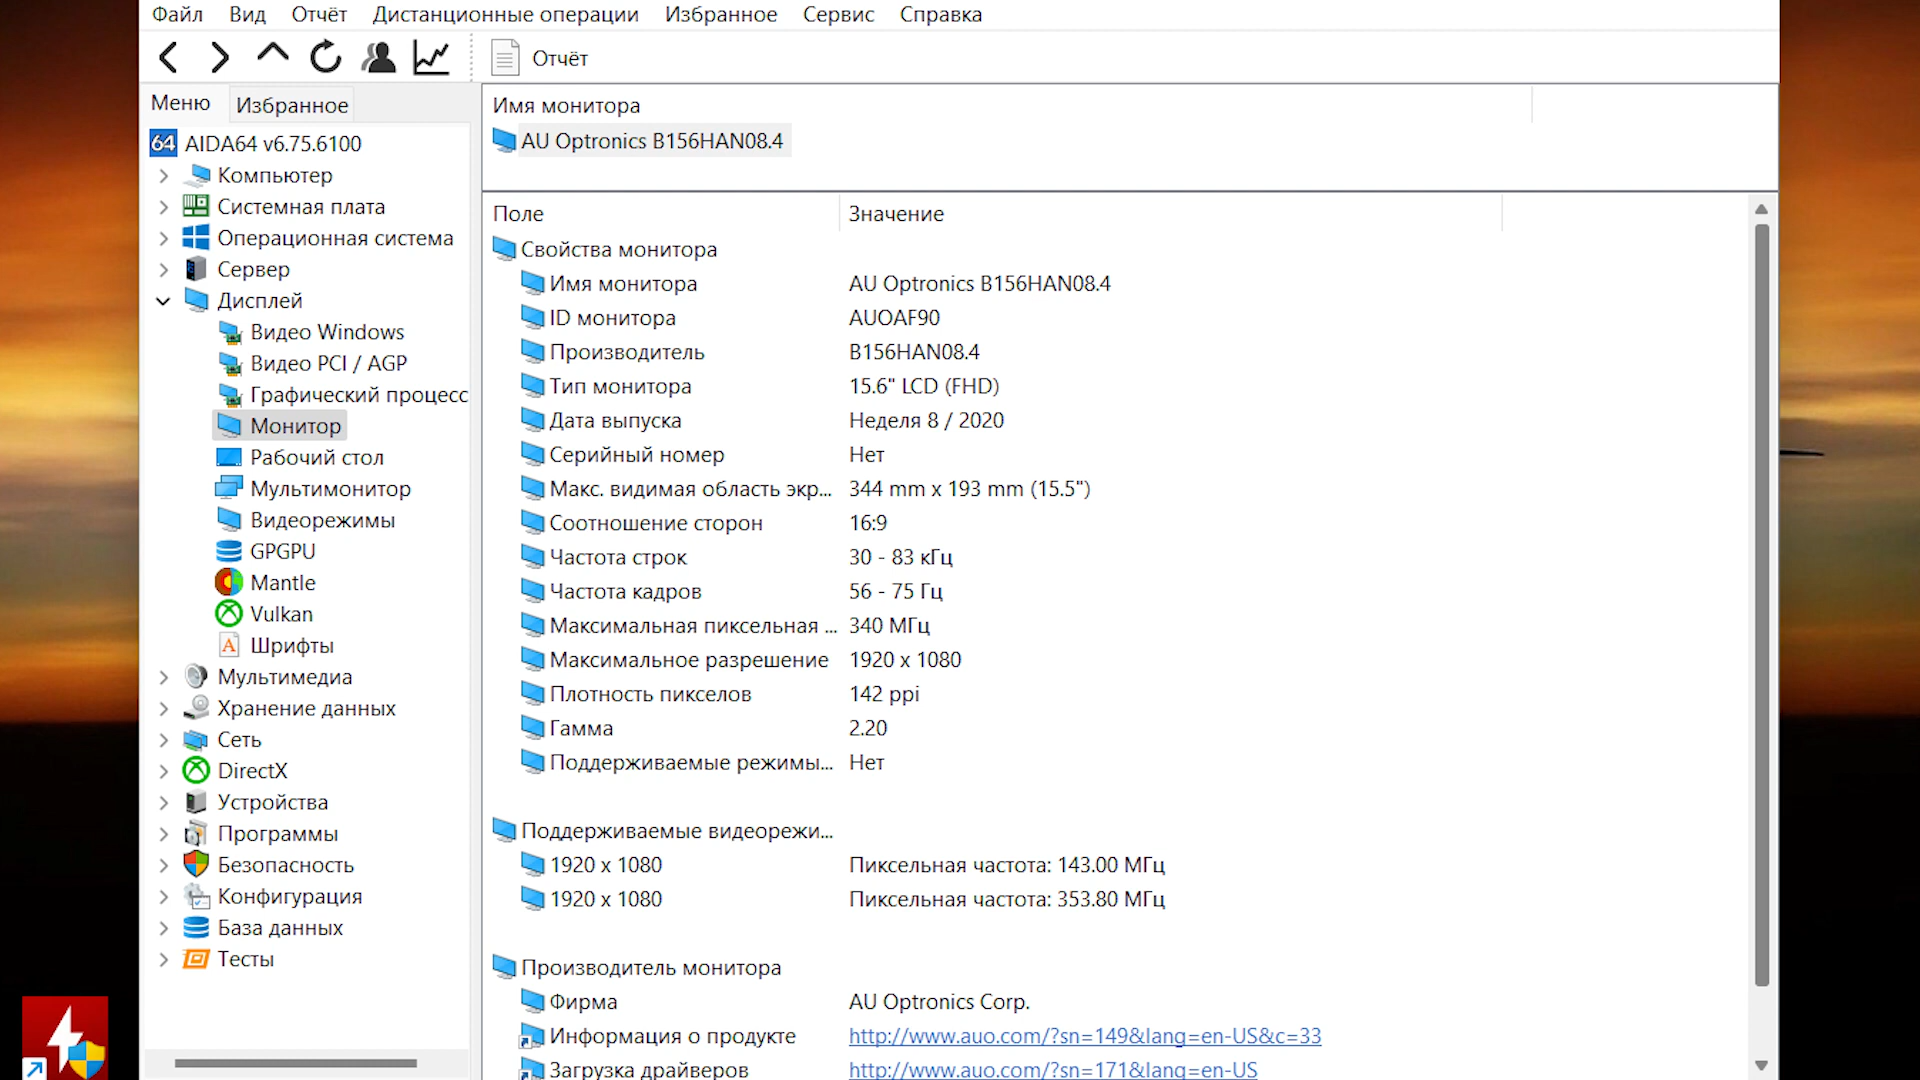 Файл Вид Отчёт Дистанционные операции Избранное Сервис Справка
Отчёт
Меню Избранное
64 AIDA64 v6.75.6100
Компьютер
Системная плата
Операционная система
Сервер
Дисплей
Видео Windows
Видео PCI / AGP
Графический процесс
Монитор
Рабочий стол
Мультимонитор
Видеорежимы
GPGPU
Mantle
Vulkan
Шрифты
Мультимедиа
Хранение данных
Сеть
DirectX
Устройства
Программы
Безопасность
Конфигурация
База данных
Тесты
Имя монитора
AU Optronics B156HAN08.4
Поле Значение
Свойства монитора
Имя монитора AU Optronics B156HAN08.4
ID монитора AUOAF90
Производитель B156HAN08.4
Тип монитора 15.6" LCD (FHD)
Дата выпуска Неделя 8 / 2020
Серийный номер Нет
Макс. видимая область экр... 344 mm x 193 mm (15.5")
Соотношение сторон 16:9
Частота строк 30 - 83 кГц
Частота кадров 56 - 75 Гц
Максимальная пиксельная ... 340 МГц
Максимальное разрешение 1920 x 1080
Плотность пикселов 142 ppi
Гамма 2.20
Поддерживаемые режимы... Нет
Поддерживаемые видеорежи...
1920 x 1080 Пиксельная частота: 143.00 МГц
1920 x 1080 Пиксельная частота: 353.80 МГц
Производитель монитора
Фирма AU Optronics Corp.
Информация о продукте http://www.auo.com/?sn=149&lang=en-US&c=33
Загрузка драйверов http://www.auo.com/?sn=171&lang=en-US